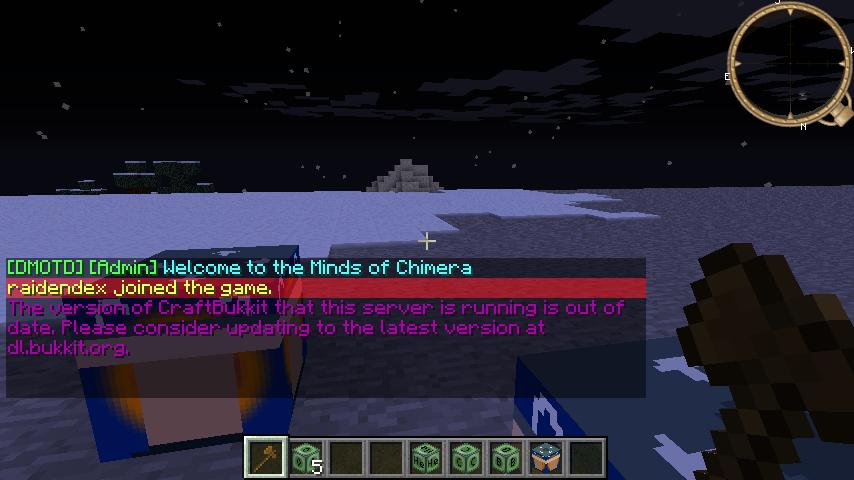 W
E
N
[DMOTD] [Admin] Welcome to the Minds of Chimera
raidendex joined the game.
The version of CraftBukkit that this server is running is out of
date. Please consider updating to the latest version at
dl.bukkit.org.
5